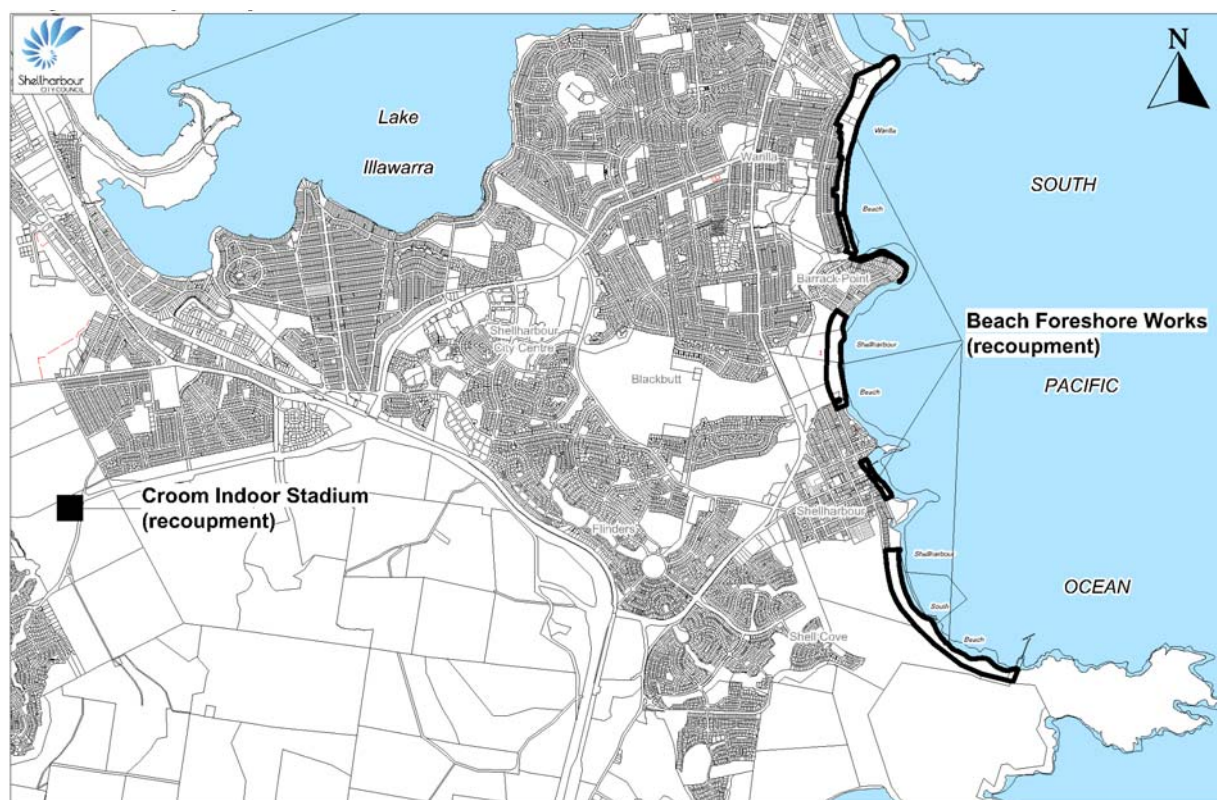 Shellharbour
CITY COUNCIL
N
Lake
Illawarra
Warilla
Warilla
Beach
SOUTH
Barrack Point
Beach Foreshore Works
(recoupment)
Shellharbour
City Centre
Shellharbour
Beach
Blackbutt
PACIFIC
Croom Indoor Stadium
(recoupment)
Shellharbour
Flinders
Shellharbour
South
Beach
OCEAN
Shell Cove